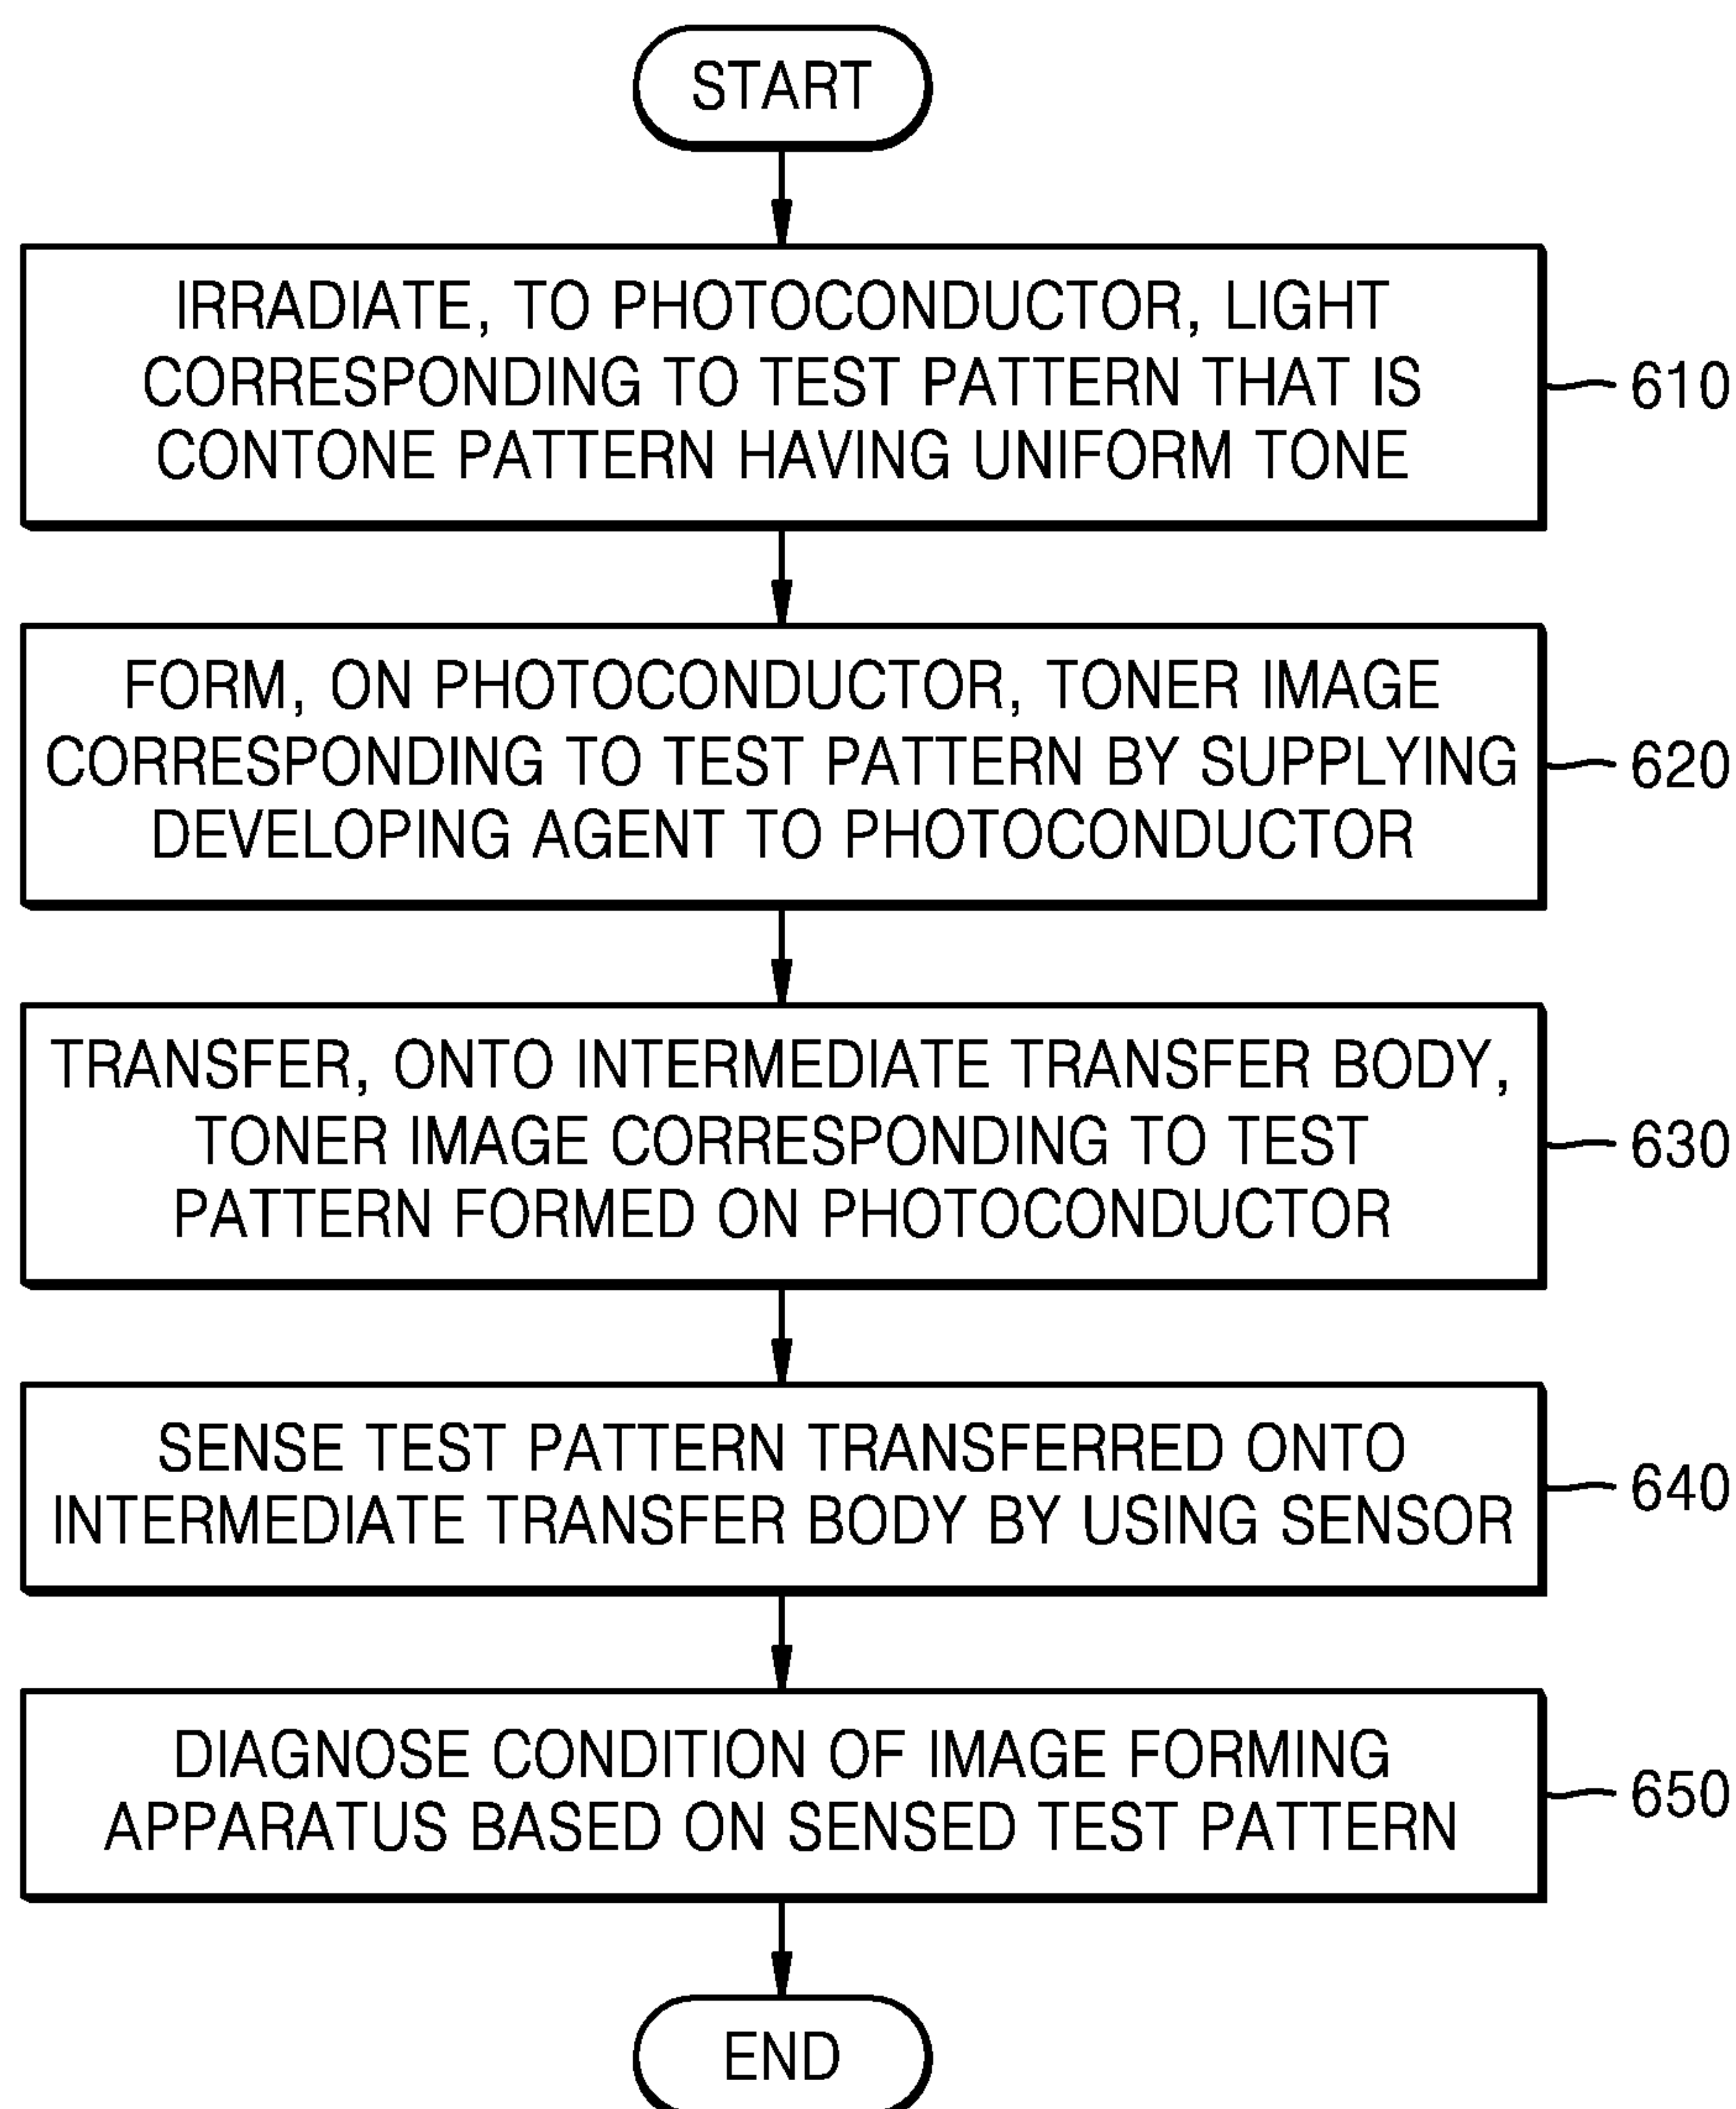 START
IRRADIATE, TO PHOTOCONDUCTOR, LIGHT
CORRESPONDING TO TEST PATTERN THAT IS
CONTONE PATTERN HAVING UNIFORM TONE
610
FORM, ON PHOTOCONDUCTOR, TONER IMAGE
CORRESPONDING TO TEST PATTERN BY SUPPLYING
DEVELOPING AGENT TO PHOTOCONDUCTOR
620
TRANSFER, ONTO INTERMEDIATE TRANSFER BODY,
TONER IMAGE CORRESPONDING TO TEST
PATTERN FORMED ON PHOTOCONDUCTOR
630
SENSE TEST PATTERN TRANSFERRED ONTO
INTERMEDIATE TRANSFER BODY BY USING SENSOR
640
DIAGNOSE CONDITION OF IMAGE FORMING
APPARATUS BASED ON SENSED TEST PATTERN
650
END